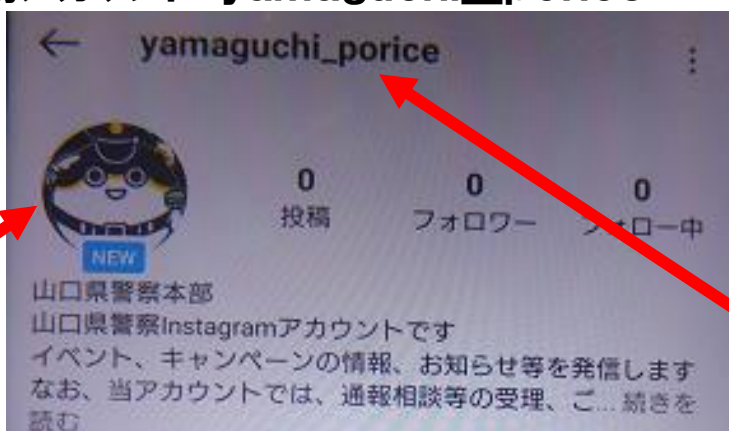 yamaguchi_porice
0
0
0
投稿
フォロワー
フォロー中
NEW
山口県警察本部
山口県警察Instagramアカウントです
イベント、キャンペーンの情報、お知らせ等を発信します
なお、当アカウントでは、通報相談等の受理、ご... 続きを
読む